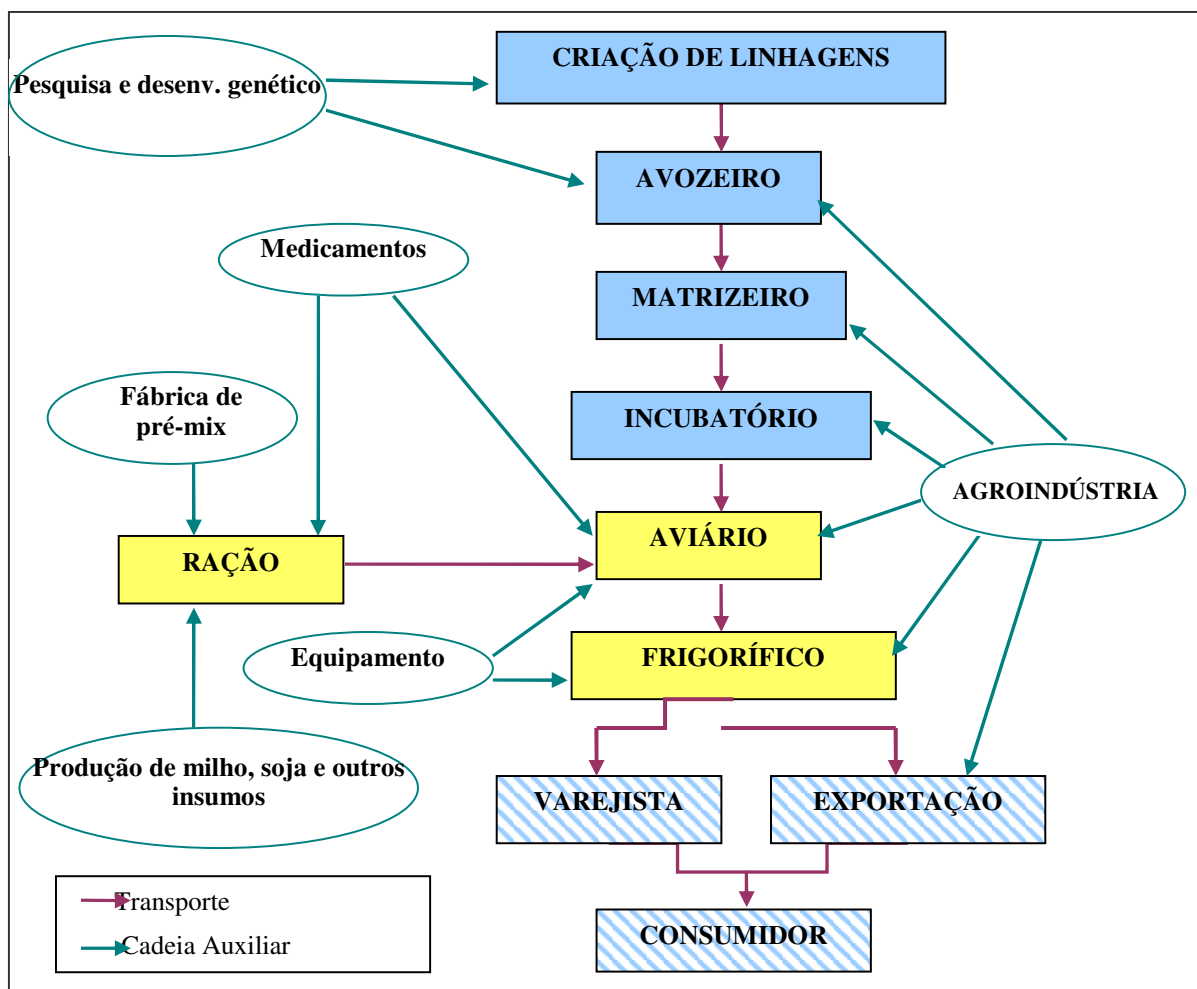 CRIAÇÃO DE LINHAGENS
Pesquisa e desenv. genético
AVOZEIRO
Medicamentos
MATRIZEIRO
Fábrica de
pré-mix
INCUBATÓRIO
AGROINDÚSTRIA
AVIÁRIO
RAÇÃO
Equipamento
FRIGORÍFICO
Produção de milho, soja e outros
insumos
VAREJISTA
EXPORTAÇÃO
Transporte
Cadeia Auxiliar
CONSUMIDOR